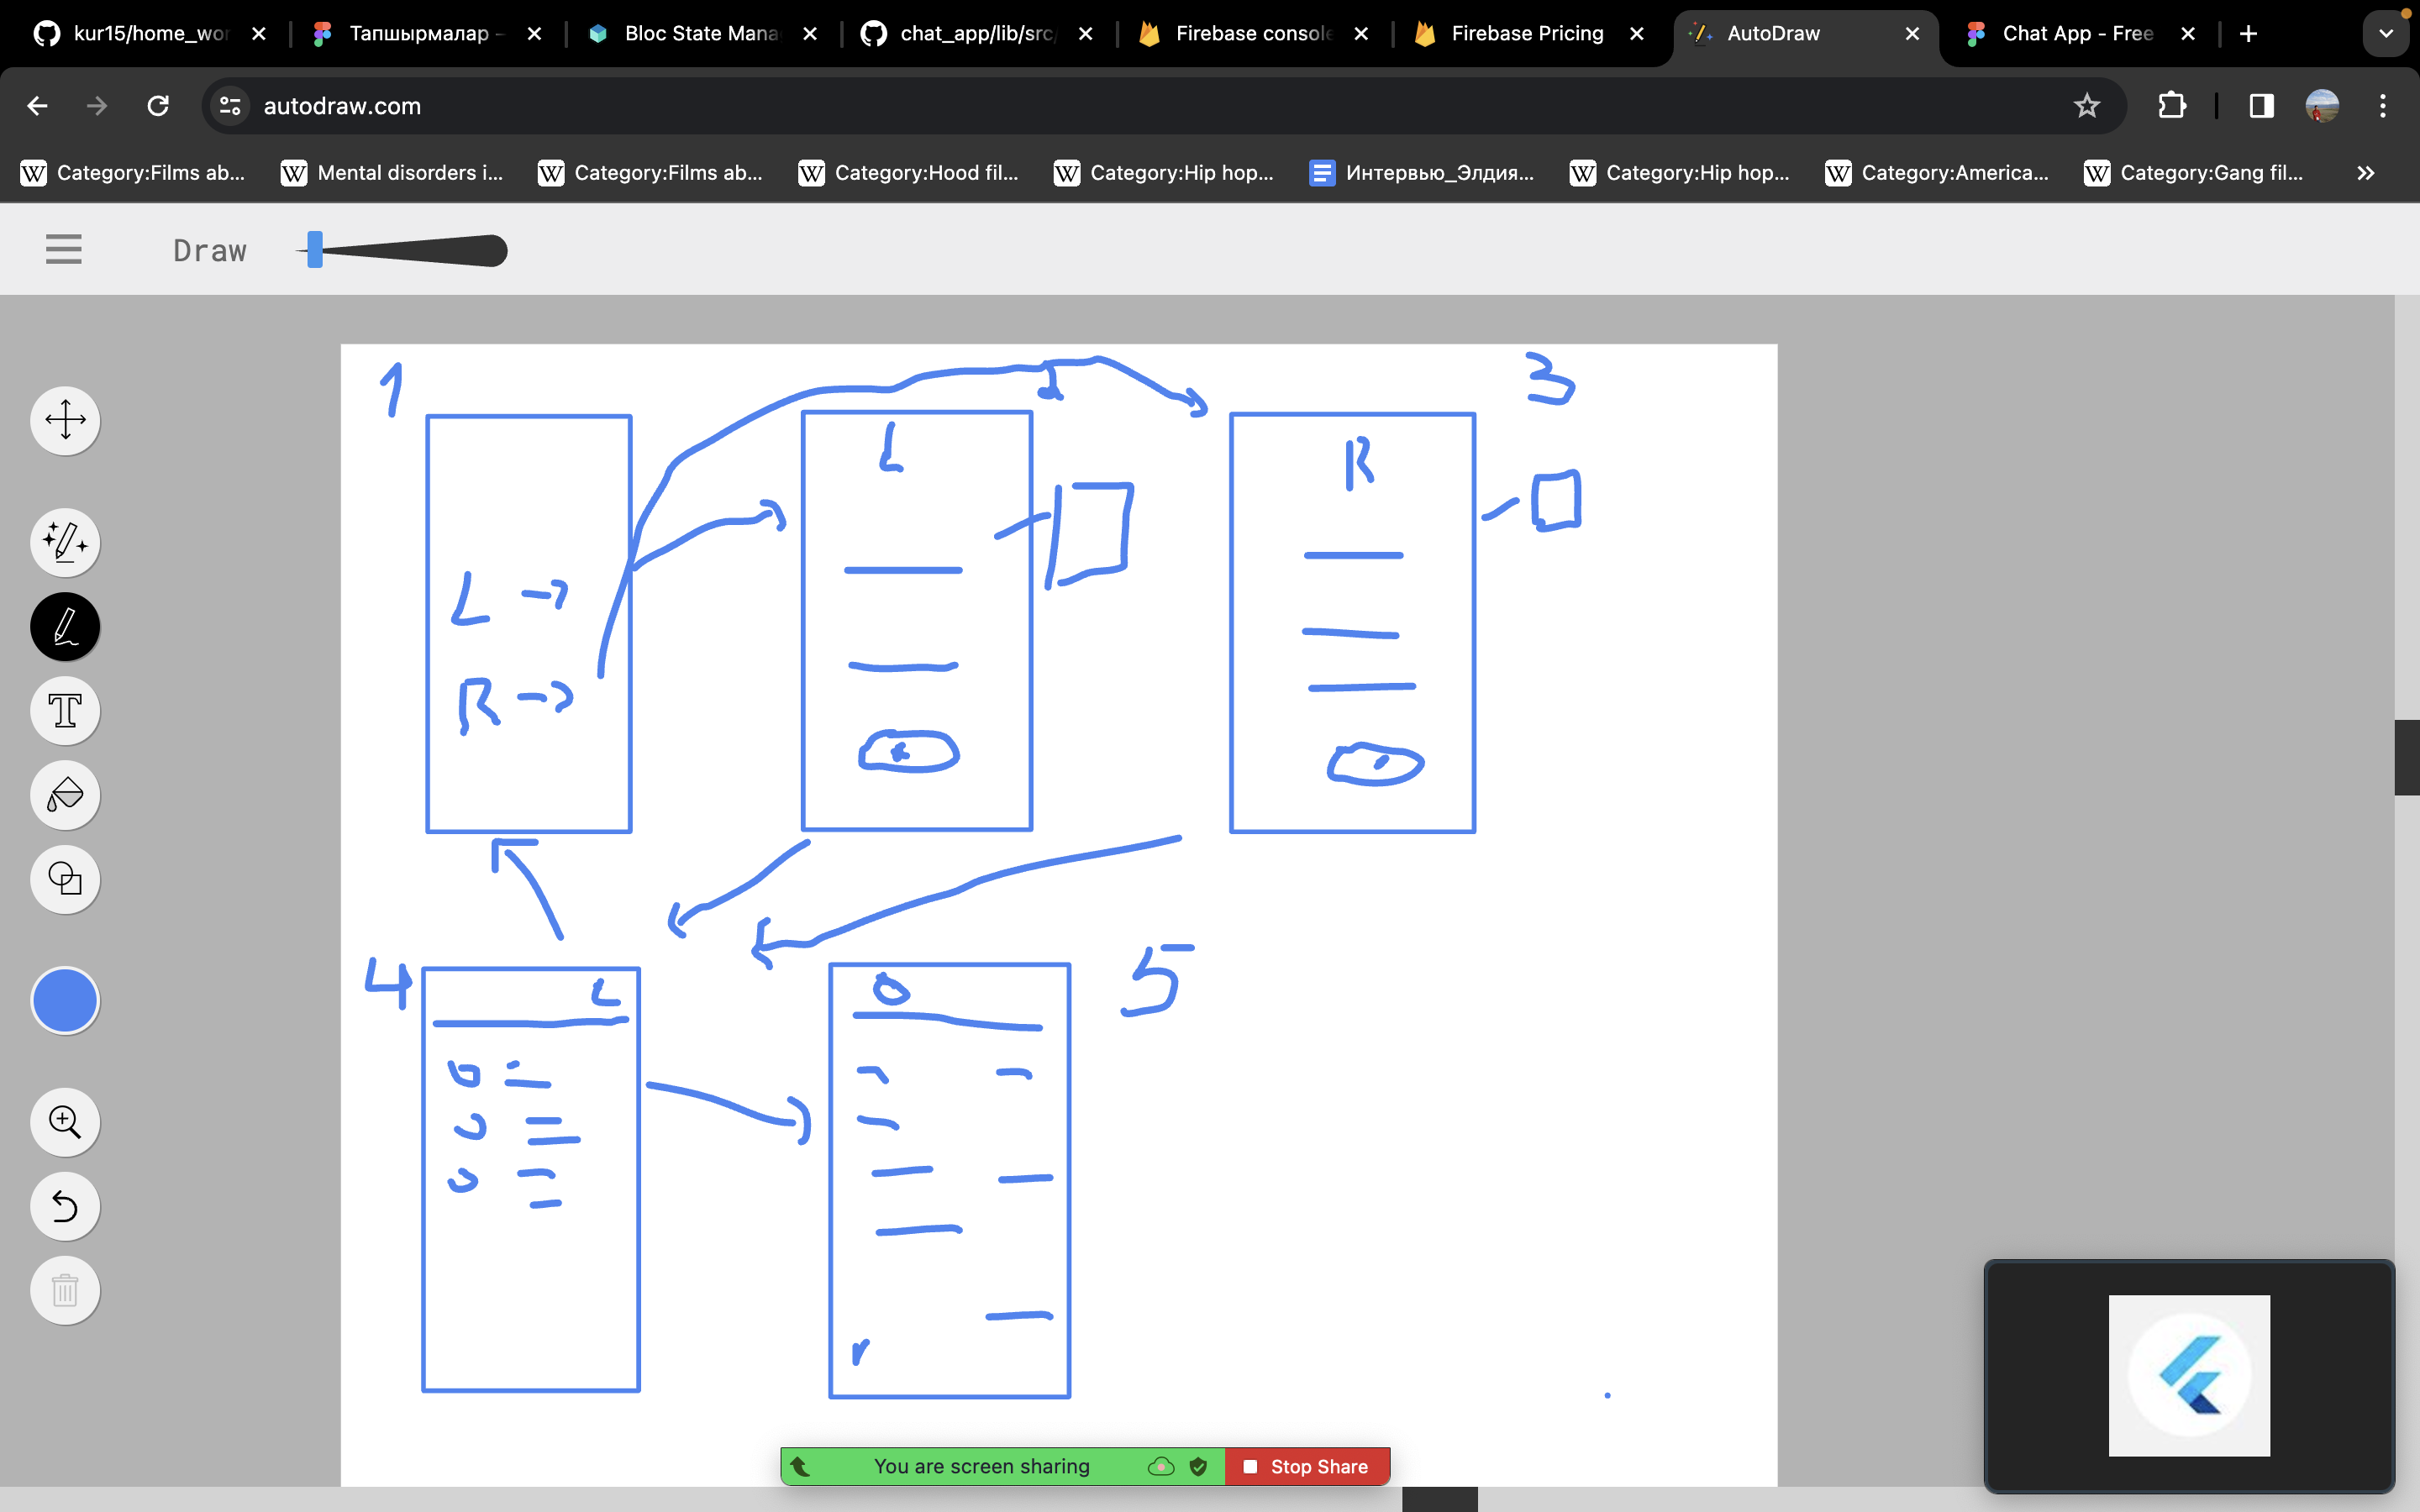 kur15/home_wor
Тапшырмалар -
Bloc State Mana
chat_app/lib/src/
Firebase console
Firebase Pricing
AutoDraw
Chat App - Free
autodraw.com
Category:Films ab...
Mental disorders i...
Category:Films ab...
Category:Hood fil...
Category:Hip hop...
Интервью_Элдия...
Category:Hip hop...
Category:America...
Category:Gang fil...
Draw
1
3
L
R
L
R
4
L
5
You are screen sharing
Stop Share